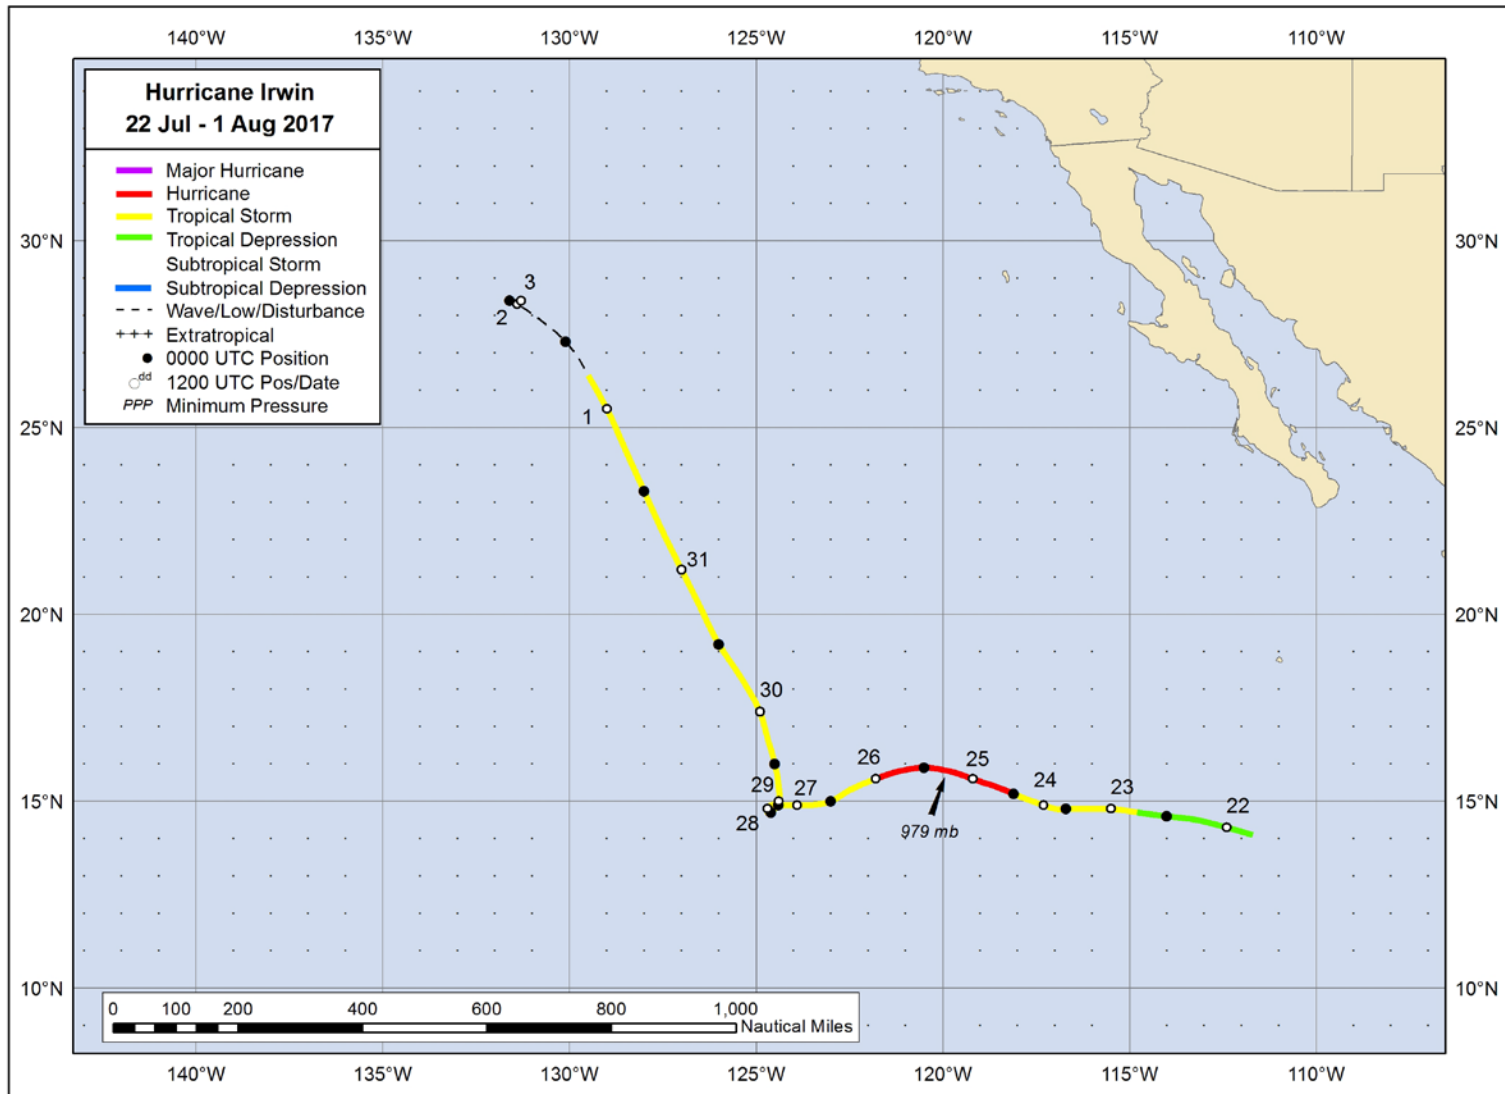 140°W 135°W 130°W 125°W 120°W 115°W 110°W
Hurricane Irwin
22 Jul - 1 Aug 2017
Major Hurricane
Hurricane
Tropical Storm
Tropical Depression
Subtropical Storm
Subtropical Depression
Wave/Low/Disturbance
Extratropical
0000 UTC Position
dd 1200 UTC Pos/Date
PPP Minimum Pressure
30°N 30°N
3
2
1
25°N 25°N
31
20°N 20°N
30
26 25
29 27 24 23
15°N 15°N
28 22
979 mb
10°N 10°N
0 100 200 400 600 800 1,000
Nautical Miles
140°W 135°W 130°W 125°W 120°W 115°W 110°W